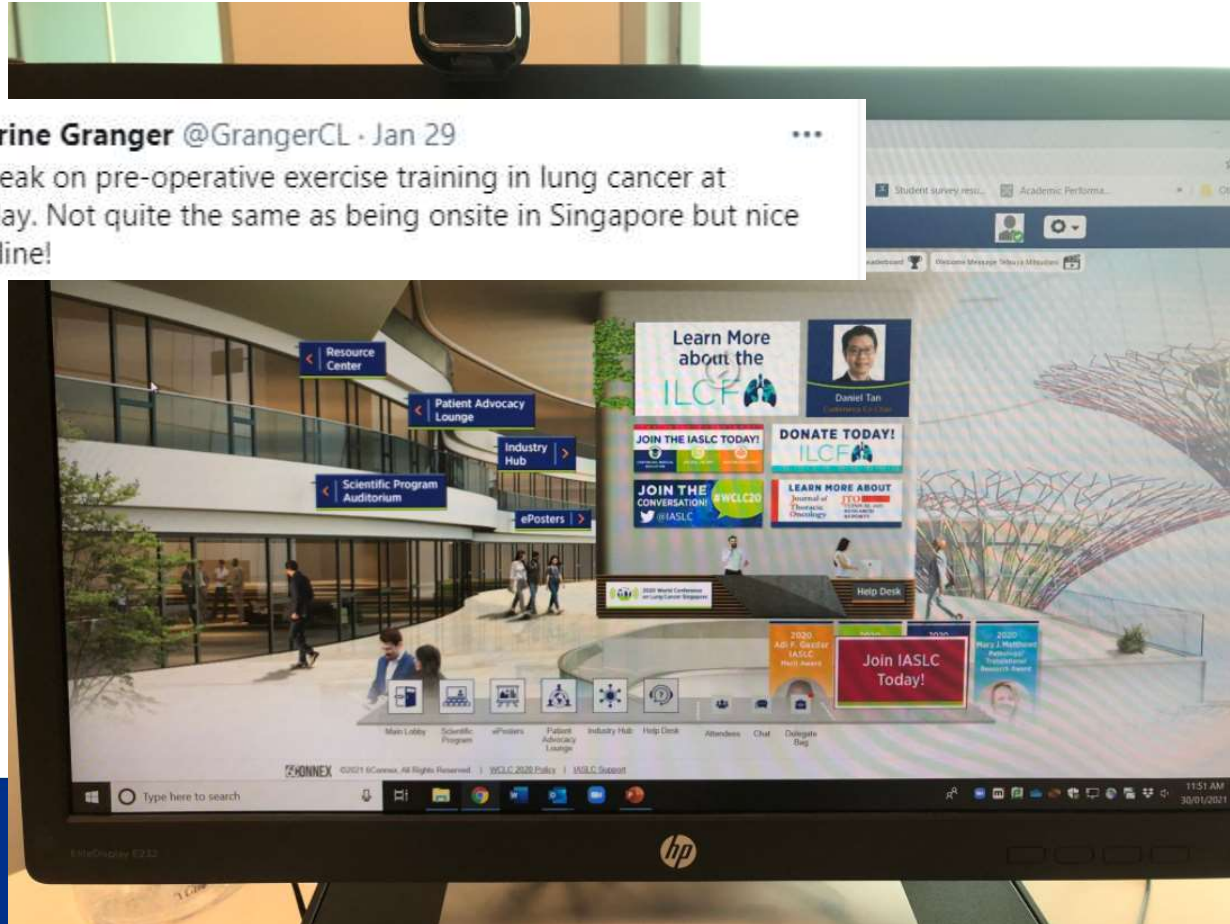 rine Granger @GrangerCL · Jan 29
eak on pre-operative exercise training in lung cancer at
ay. Not quite the same as being onsite in Singapore but nice
line!
Student survey resu...
Academic Performa...
Welcome Message Tetsuya Mitsudomi
Resource
Center
Patient Advocacy
Lounge
Industry
Hub
Scientific Program
Auditorium
ePosters
Learn More
about the
ILCF
Daniel Tan
Conference Co-Chair
JOIN THE IASLC TODAY!
DONATE TODAY!
ILCF
JOIN THE
CONVERSATION!
#WCLC20
@IASLC
LEARN MORE ABOUT
Journal of
Thoracic
Oncology
JTO
2020 World Conference
on Lung Cancer Singapore
Help Desk
2020
Adi F. Gazdar
IASLC
Merit Award
2020
2020
2020
Mary J. Matthews
Pathology/
Translational
Research Award
Join IASLC
Today!
Main Lobby
Scientific
Program
ePosters
Patient
Advocacy
Lounge
Industry Hub
Help Desk
Attendees
Chat
Delegate
Bag
6CONNEX
©2021 6Connex, All Rights Reserved | WCLC 2020 Policy | IASLC Support
Type here to search
11:51 AM
30/01/2021
EliteDisplay E232
hp